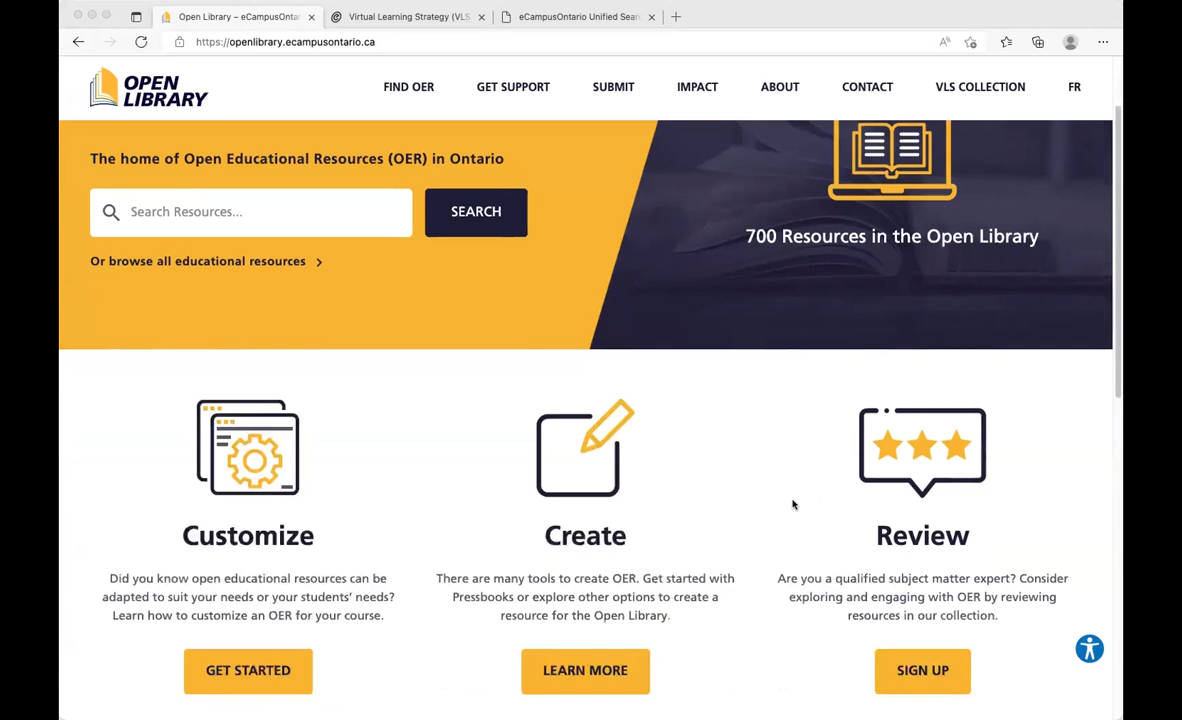 Open Library – eCampusOntar
Virtual Learning Strategy (VLS
eCampusOntario Unified Sear
https://openlibrary.ecampusontario.ca
OPEN
LIBRARY
FIND OER
GET SUPPORT
SUBMIT
IMPACT
ABOUT
CONTACT
VLS COLLECTION
FR
The home of Open Educational Resources (OER) in Ontario
Search Resources...
SEARCH
Or browse all educational resources
700 Resources in the Open Library
Customize
Did you know open educational resources can be
adapted to suit your needs or your students’ needs?
Learn how to customize an OER for your course.
GET STARTED
Create
There are many tools to create OER. Get started with
Pressbooks or explore other options to create a
resource for the Open Library.
LEARN MORE
Review
Are you a qualified subject matter expert? Consider
exploring and engaging with OER by reviewing
resources in our collection.
SIGN UP